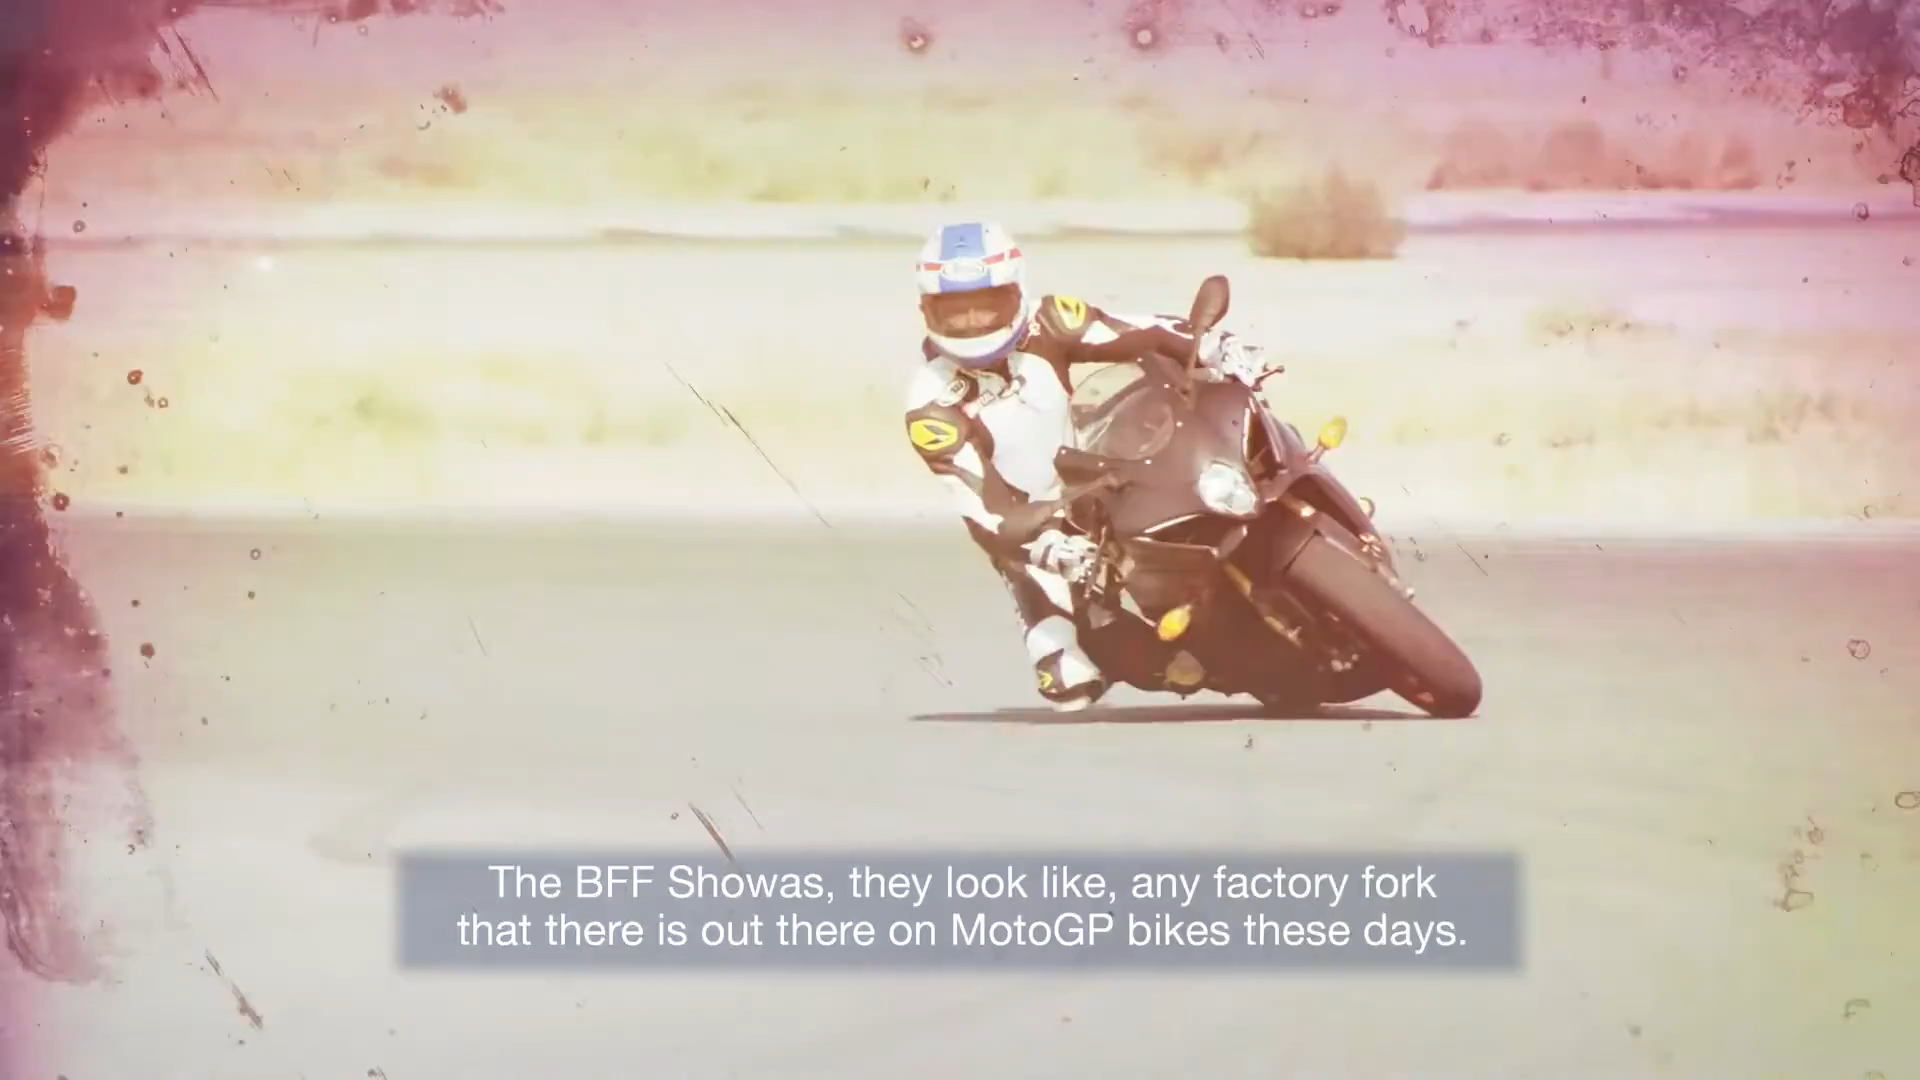 The BFF Showas, they look like, any factory fork
that there is out there on MotoGP bikes these days.